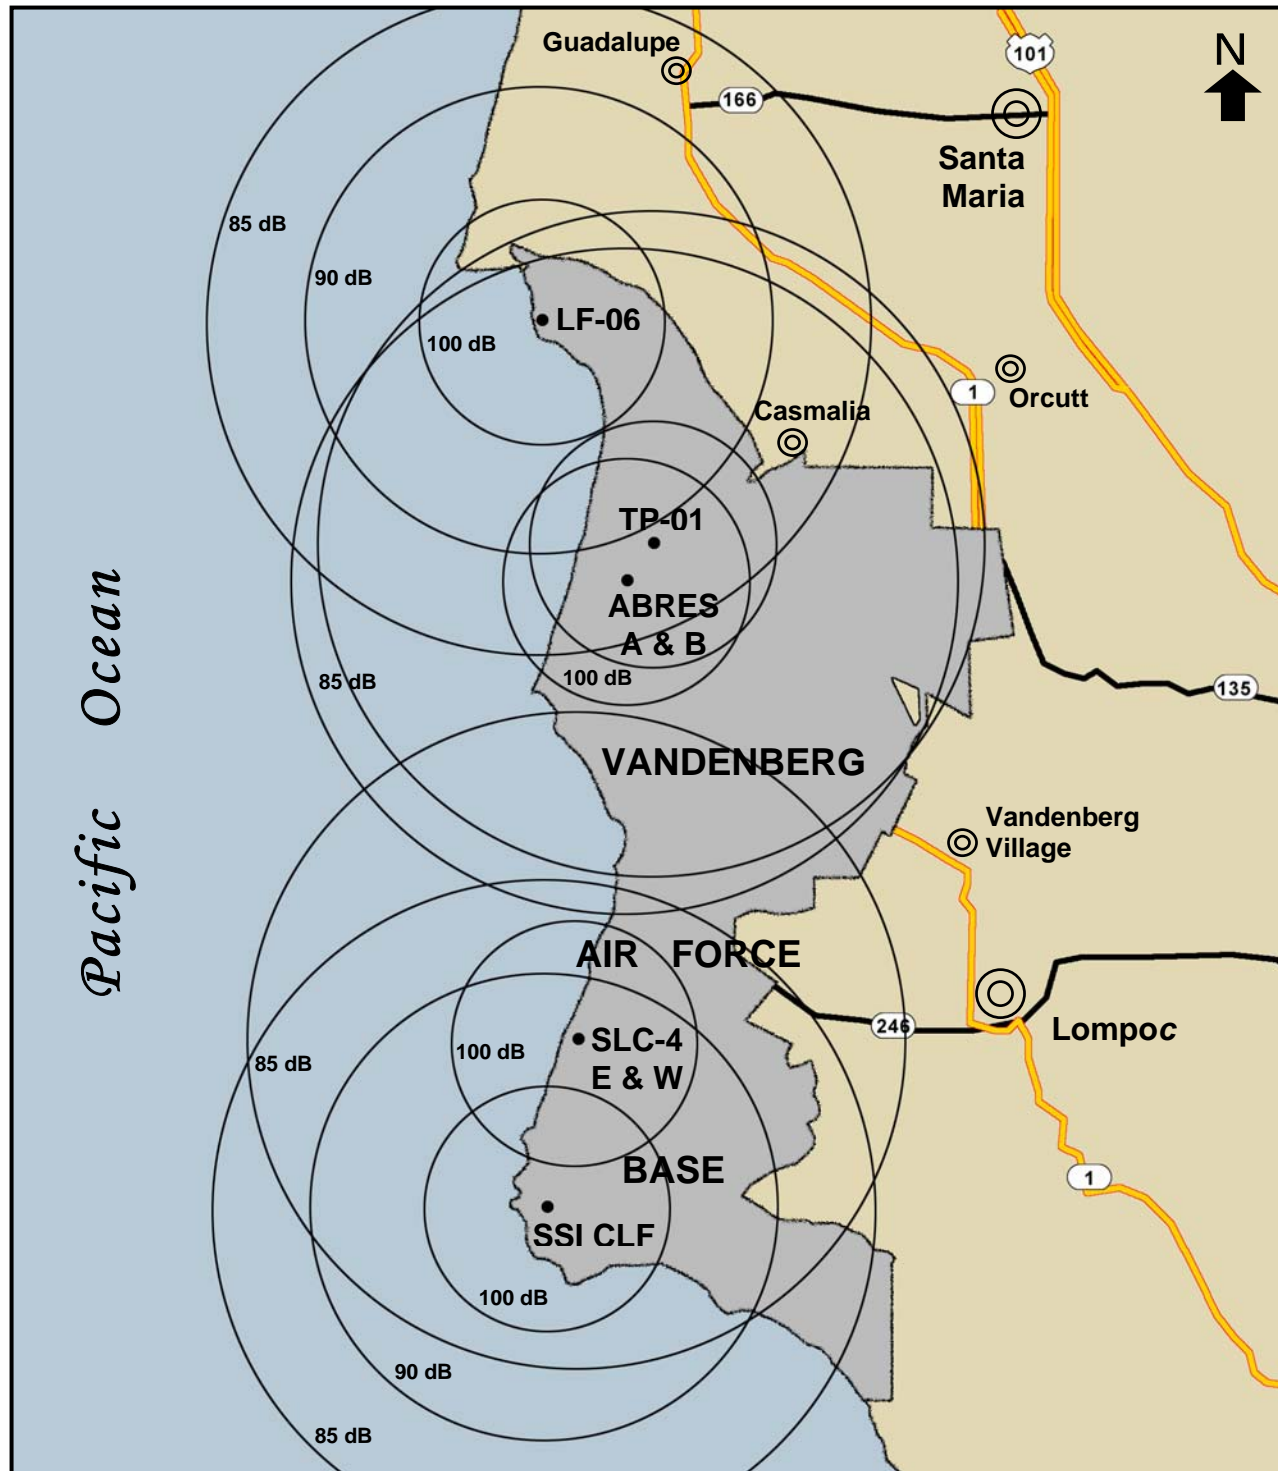 Guadalupe
N
101
166
Santa
Maria
85 dB
90 dB
LF-06
100 dB
1
Orcutt
Casmalia
TP-01
ABRES
A & B
100 dB
85 dB
135
Pacific Ocean
VANDENBERG
Vandenberg
Village
AIR FORCE
246
Lompoc
SLC-4
E & W
100 dB
85 dB
BASE
1
SSI CLF
100 dB
90 dB
85 dB